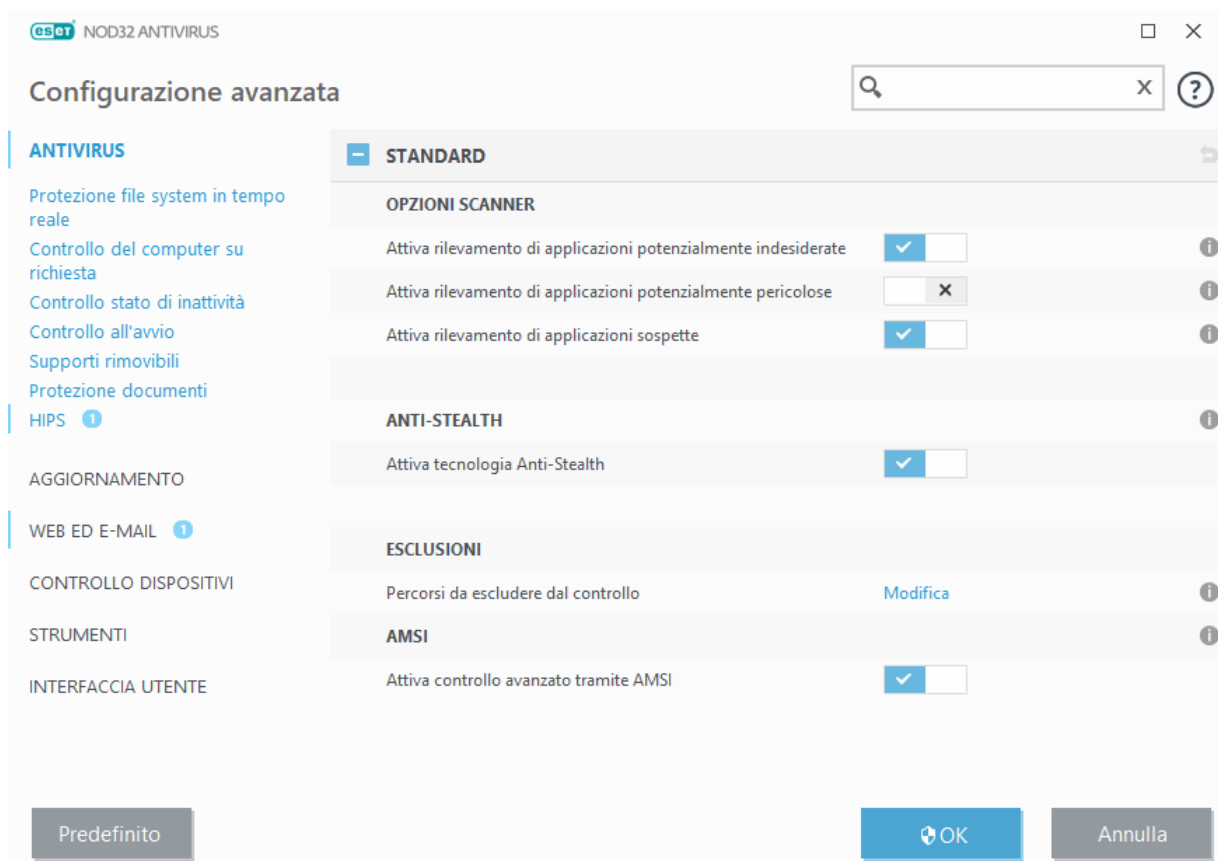 eset NOD32 ANTIVIRUS
Configurazione avanzata
x
?
ANTIVIRUS
Protezione file system in tempo
reale
Controllo del computer su
richiesta
Controllo stato di inattività
Controllo all'avvio
Supporti rimovibili
Protezione documenti
HIPS 1
AGGIORNAMENTO
WEB ED E-MAIL 1
CONTROLLO DISPOSITIVI
STRUMENTI
INTERFACCIA UTENTE
STANDARD
OPZIONI SCANNER
Attiva rilevamento di applicazioni potenzialmente indesiderate
Attiva rilevamento di applicazioni potenzialmente pericolose
Attiva rilevamento di applicazioni sospette
ANTI-STEALTH
Attiva tecnologia Anti-Stealth
ESCLUSIONI
Percorsi da escludere dal controllo Modifica
AMSI
Attiva controllo avanzato tramite AMSI
Predefinito
OK
Annulla